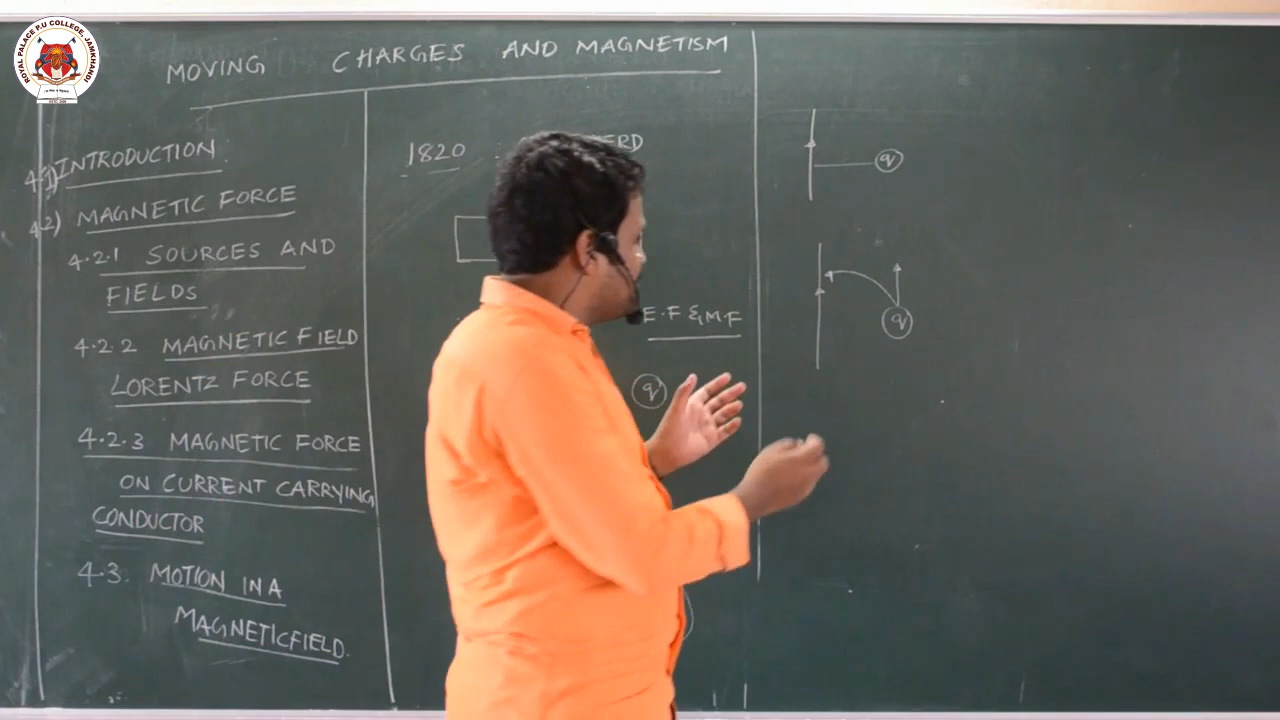 ROYAL PALACE P.U COLLEGE, JAMKHANDI
MOVING CHARGES AND MAGNETISM
4.1) INTRODUCTION
4.2) MAGNETIC FORCE
4.2.1 SOURCES AND
FIELDS
4.2.2 MAGNETIC FIELD
LORENTZ FORCE
4.2.3 MAGNETIC FORCE
ON CURRENT CARRYING
CONDUCTOR
4.3. MOTION IN A
MAGNETIC FIELD.
1820
E.F & M.F
q
q
q